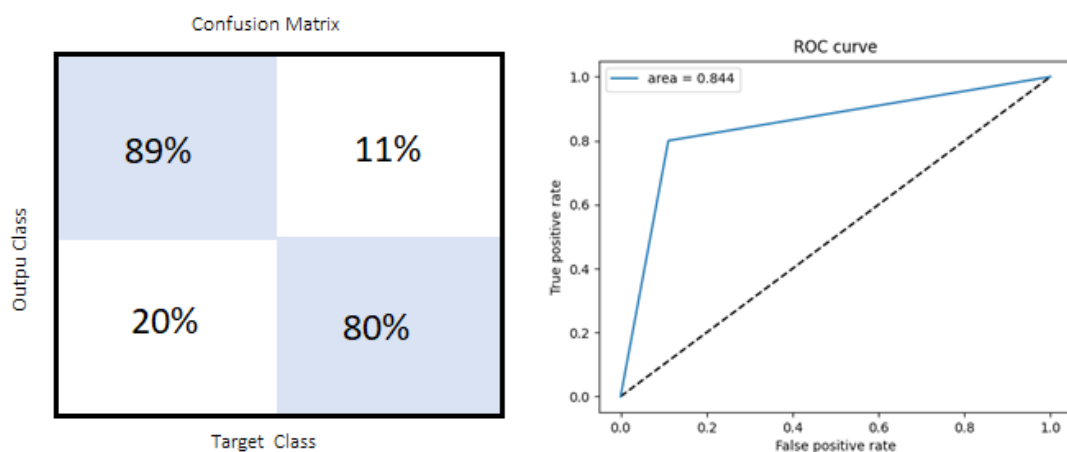 Confusion Matrix
89%
11%
20%
80%
Outpu Class
Target Class
ROC curve
area = 0.844
1.0
0.8
0.6
0.4
0.2
0.0
True positive rate
0.0
0.2
0.4
0.6
0.8
1.0
False positive rate